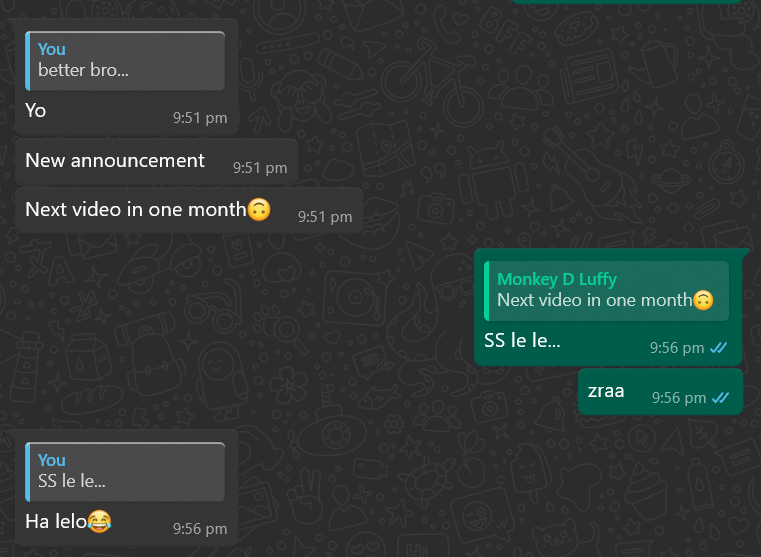 You
better bro...
Yo
9:51 pm
New announcement
9:51 pm
Next video in one month🙃
9:51 pm
Monkey D Luffy
Next video in one month🙃
SS le le...
9:56 pm
zraa
9:56 pm
You
SS le le...
Ha lelo😂
9:56 pm